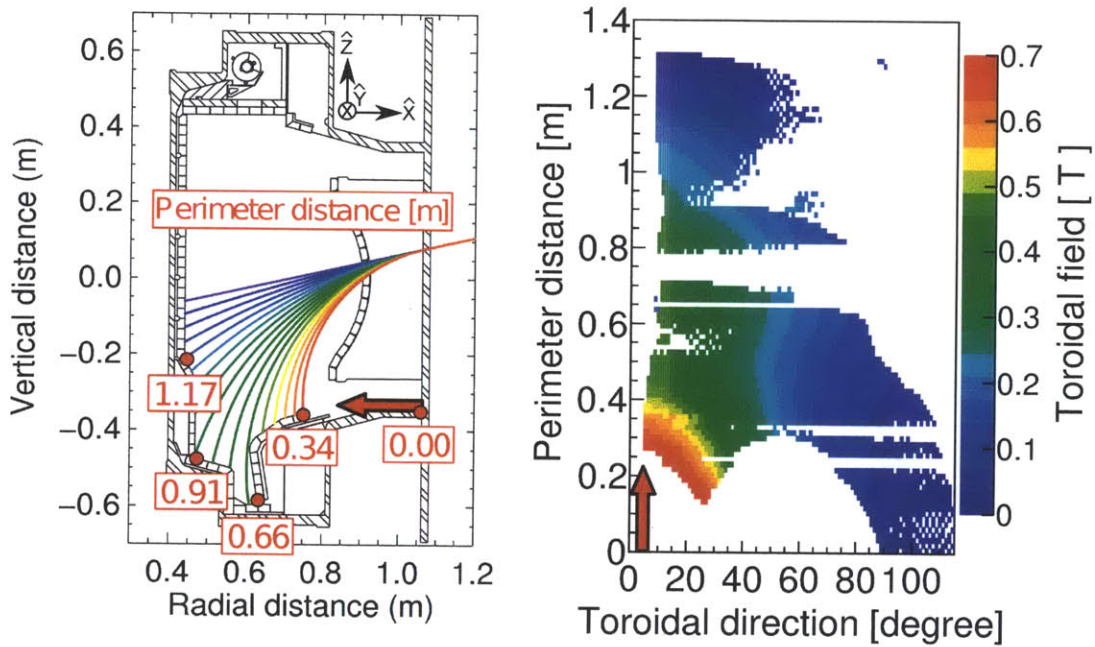 0.6
0.4
0.2
0.0
−0.2
−0.4
−0.6
Vertical distance (m)
Ẑ
Ŷ
X̂
Perimeter distance [m]
1.17
0.34
0.00
0.91
0.66
0.4 0.6 0.8 1.0 1.2
Radial distance (m)
1.4
1.2
1
0.8
0.6
0.4
0.2
0
Perimeter distance [m]
0 20 40 60 80 100
Toroidal direction [degree]
0.7
0.6
0.5
0.4
0.3
0.2
0.1
0
Toroidal field [ T ]